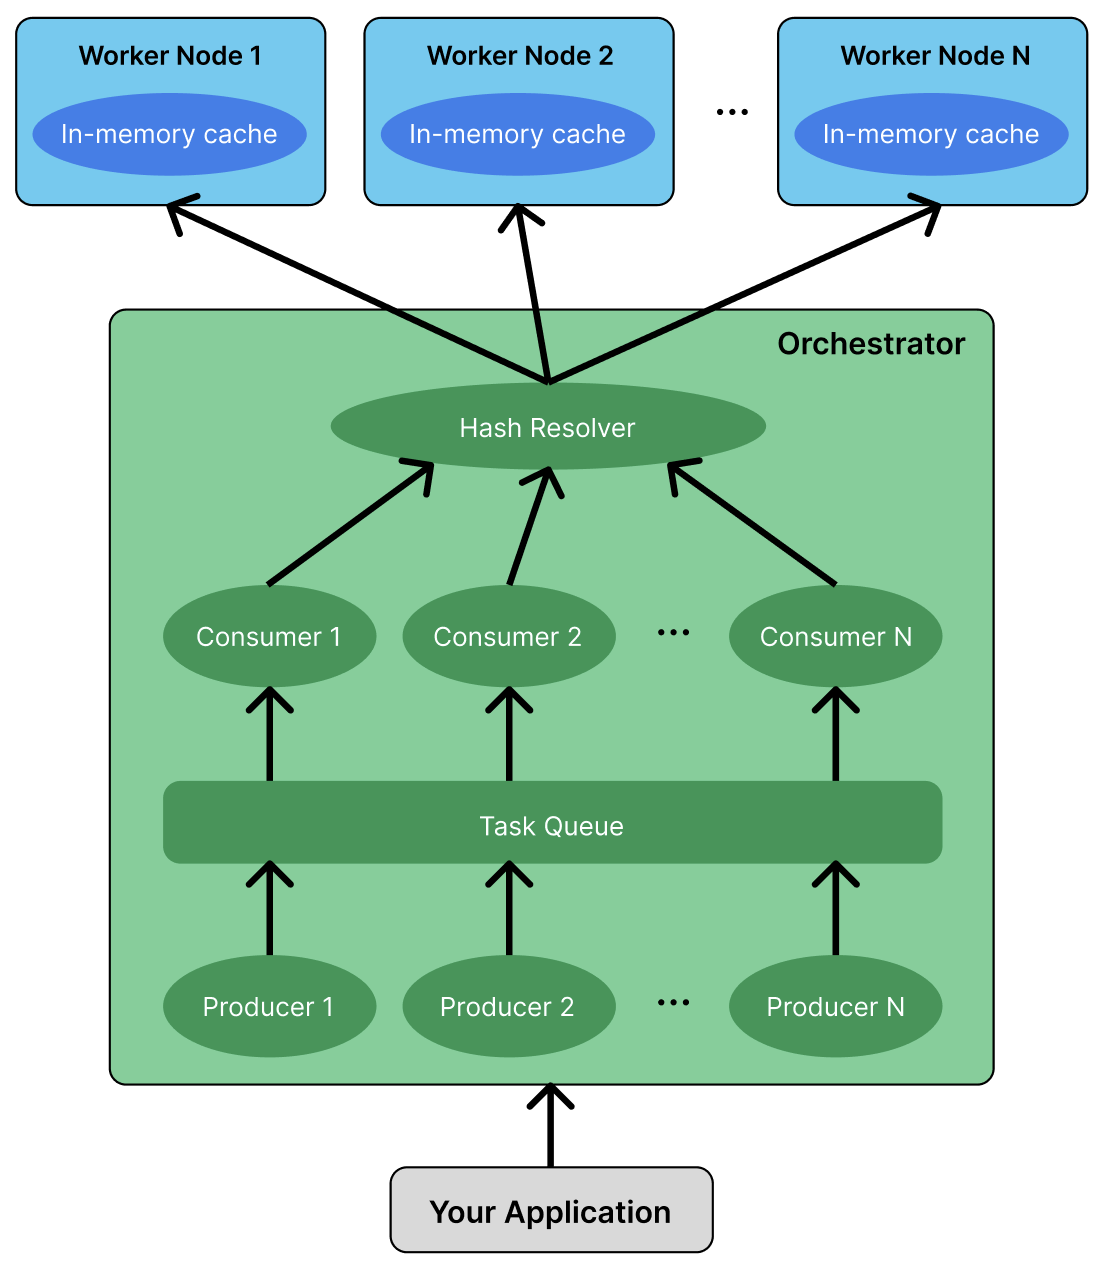 Worker Node 1
Worker Node 2
Worker Node N
In-memory cache
In-memory cache
...
In-memory cache
Orchestrator
Hash Resolver
Consumer 1
Consumer 2
...
Consumer N
Task Queue
Producer 1
Producer 2
...
Producer N
Your Application